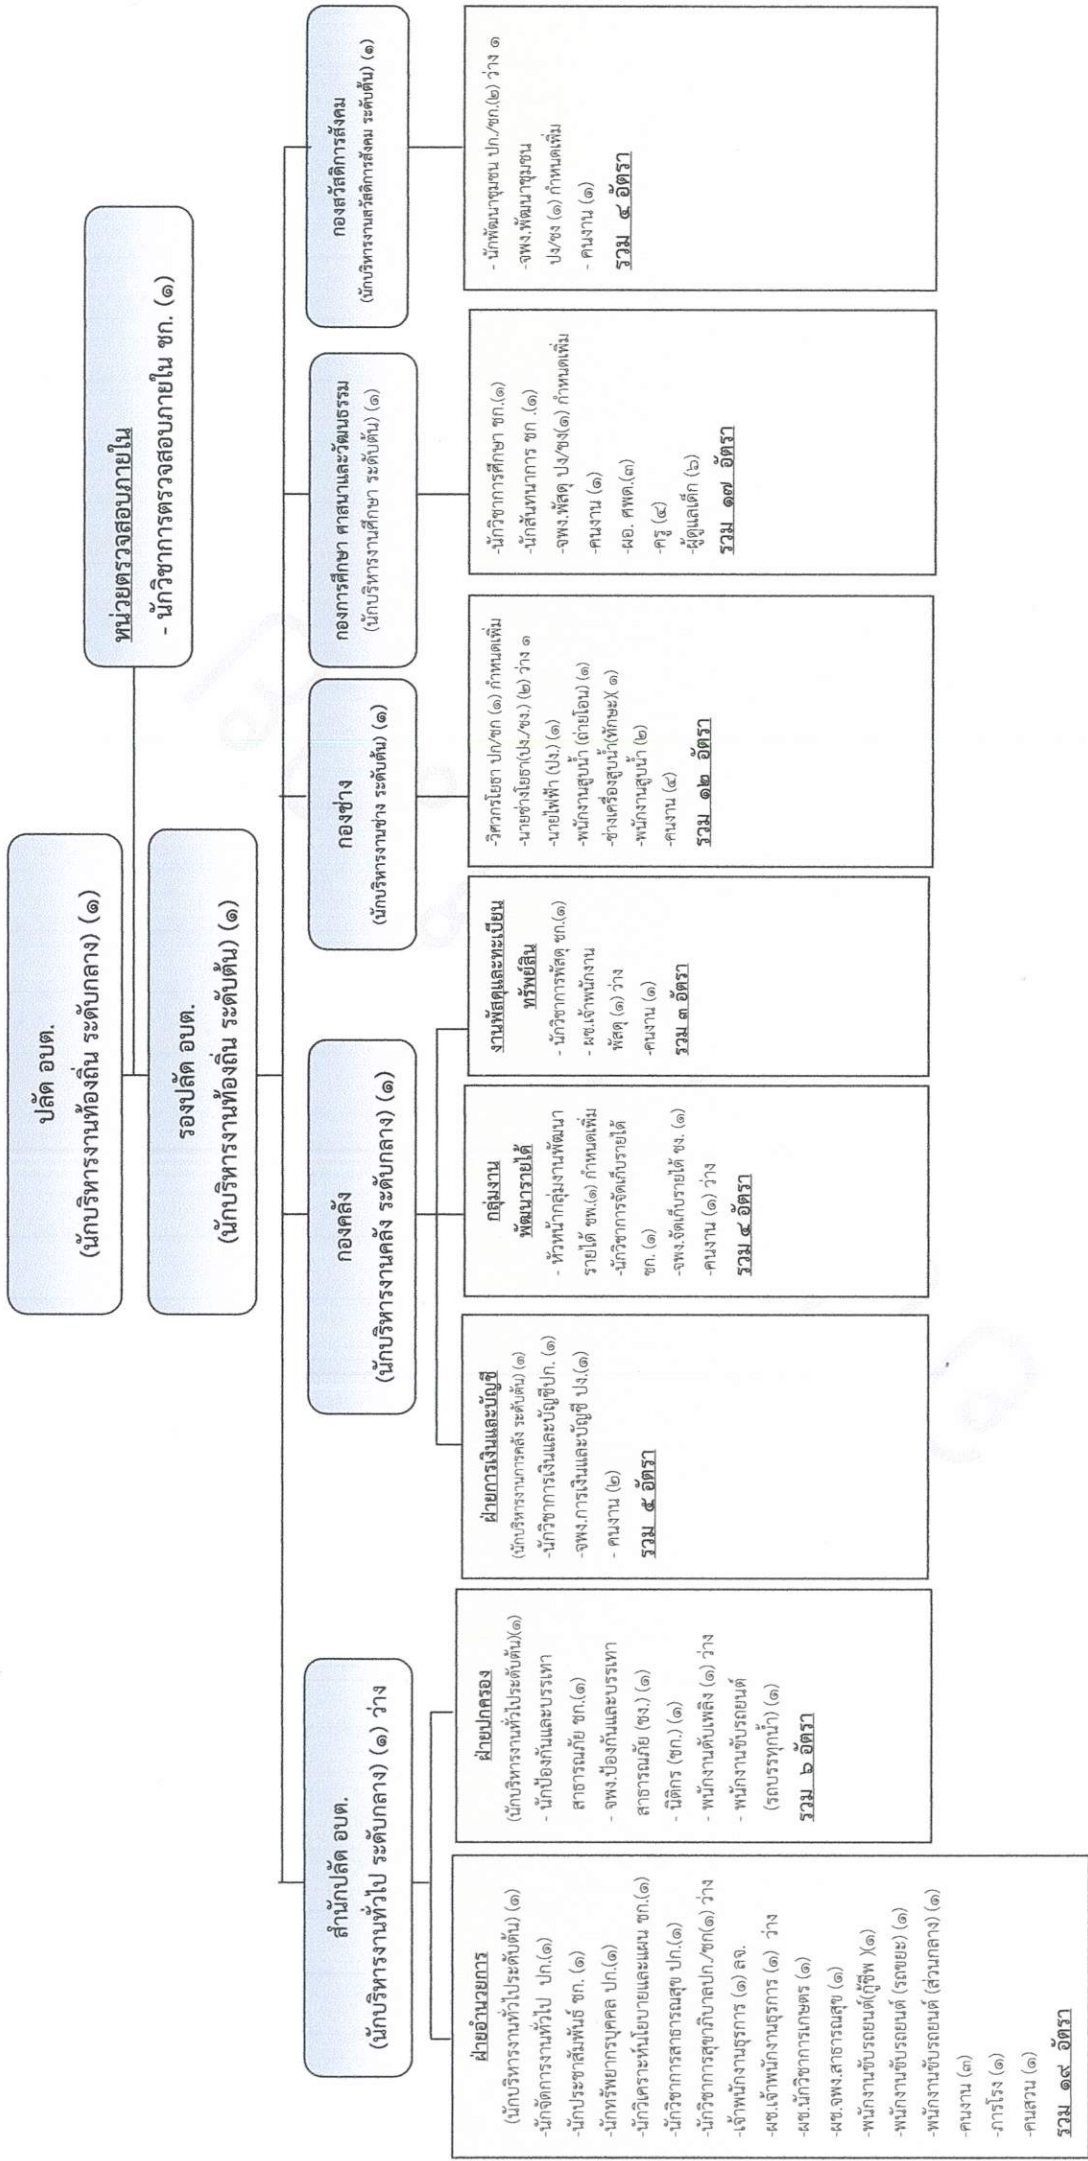 ปลัด อบต.
(นักบริหารงานท้องถิ่น ระดับกลาง) (๑)
รองปลัด อบต.
(นักบริหารงานท้องถิ่น ระดับต้น) (๑)
หน่วยตรวจสอบภายใน
- นักวิชาการตรวจสอบภายใน ชก. (๑)
สำนักปลัด อบต.
(นักบริหารงานทั่วไป ระดับกลาง) (๑) ว่าง
กองคลัง
(นักบริหารงานคลัง ระดับกลาง) (๑)
กองช่าง
(นักบริหารงานช่าง ระดับต้น) (๑)
กองการศึกษา ศาสนาและวัฒนธรรม
(นักบริหารงานศึกษา ระดับต้น) (๑)
กองสวัสดิการสังคม
(นักบริหารงานสวัสดิการสังคม ระดับต้น) (๑)
ฝ่ายอำนวยการ
(นักบริหารงานทั่วไประดับต้น) (๑)
-นักจัดการงานทั่วไป ปก.(๑)
-นักประชาสัมพันธ์ ชก. (๑)
-นักทรัพยากรบุคคล ปก.(๑)
-นักวิเคราะห์นโยบายและแผน ชก.(๑)
-นักวิชาการสาธารณสุข ปก.(๑)
-นักวิชาการสุขาภิบาลปก./ชก(๑) ว่าง
-เจ้าพนักงานธุรการ (๑) ลจ.
-ผช.เจ้าพนักงานธุรการ (๑) ว่าง
-ผช.นักวิชาการเกษตร (๑)
-ผช.จพง.สาธารณสุข (๑)
-พนักงานขับรถยนต์(กู้ชีพ )(๑)
-พนักงานขับรถยนต์ (รถขยะ) (๑)
-พนักงานขับรถยนต์ (ส่วนกลาง) (๑)
-คนงาน (๓)
-ภารโรง (๑)
-คนสวน (๑)
รวม ๑๙ อัตรา
ฝ่ายปกครอง
(นักบริหารงานทั่วไประดับต้น)(๑)
- นักป้องกันและบรรเทา
สาธารณภัย ชก.(๑)
- จพง.ป้องกันและบรรเทา
สาธารณภัย (ชง.) (๑)
- นิติกร (ชก.) (๑)
- พนักงานดับเพลิง (๑) ว่าง
- พนักงานขับรถยนต์
(รถบรรทุกน้ำ) (๑)
รวม ๖ อัตรา
ฝ่ายการเงินและบัญชี
(นักบริหารงานการคลัง ระดับต้น) (๑)
-นักวิชาการเงินและบัญชีปก. (๑)
-จพง.การเงินและบัญชี ปง.(๑)
- คนงาน (๒)
รวม ๕ อัตรา
กลุ่มงาน
พัฒนารายได้
- หัวหน้ากลุ่มงานพัฒนา
รายได้ ชพ.(๑) กำหนดเพิ่ม
-นักวิชาการจัดเก็บรายได้
ชก. (๑)
-จพง.จัดเก็บรายได้ ชง. (๑)
-คนงาน (๑) ว่าง
รวม ๔ อัตรา
งานพัสดุและทะเบียน
ทรัพย์สิน
- นักวิชาการพัสดุ ชก.(๑)
- ผช.เจ้าพนักงาน
พัสดุ (๑) ว่าง
-คนงาน (๑)
รวม ๓ อัตรา
-วิศวกรโยธา ปก/ชก (๑) กำหนดเพิ่ม
-นายช่างโยธา(ปง./ชง.) (๒) ว่าง ๑
-นายไฟฟ้า (ปง.) (๑)
-พนักงานสูบน้ำ (ถ่ายโอน) (๑)
-ช่างเครื่องสูบน้ำ(ทักษะ)( ๑)
-พนักงานสูบน้ำ (๒)
-คนงาน (๔)
รวม ๑๒ อัตรา
-นักวิชาการศึกษา ชก.(๑)
-นักสันทนาการ ชก .(๑)
-จพง.พัสดุ ปง/ชง(๑) กำหนดเพิ่ม
-คนงาน (๑)
-ผอ. ศพด.(๓)
-ครู (๔)
-ผู้ดูแลเด็ก (๖)
รวม ๑๗ อัตรา
- นักพัฒนาชุมชน ปก./ชก.(๒) ว่าง ๑
-จพง.พัฒนาชุมชน
ปง/ชง (๑) กำหนดเพิ่ม
- คนงาน (๑)
รวม ๔ อัตรา